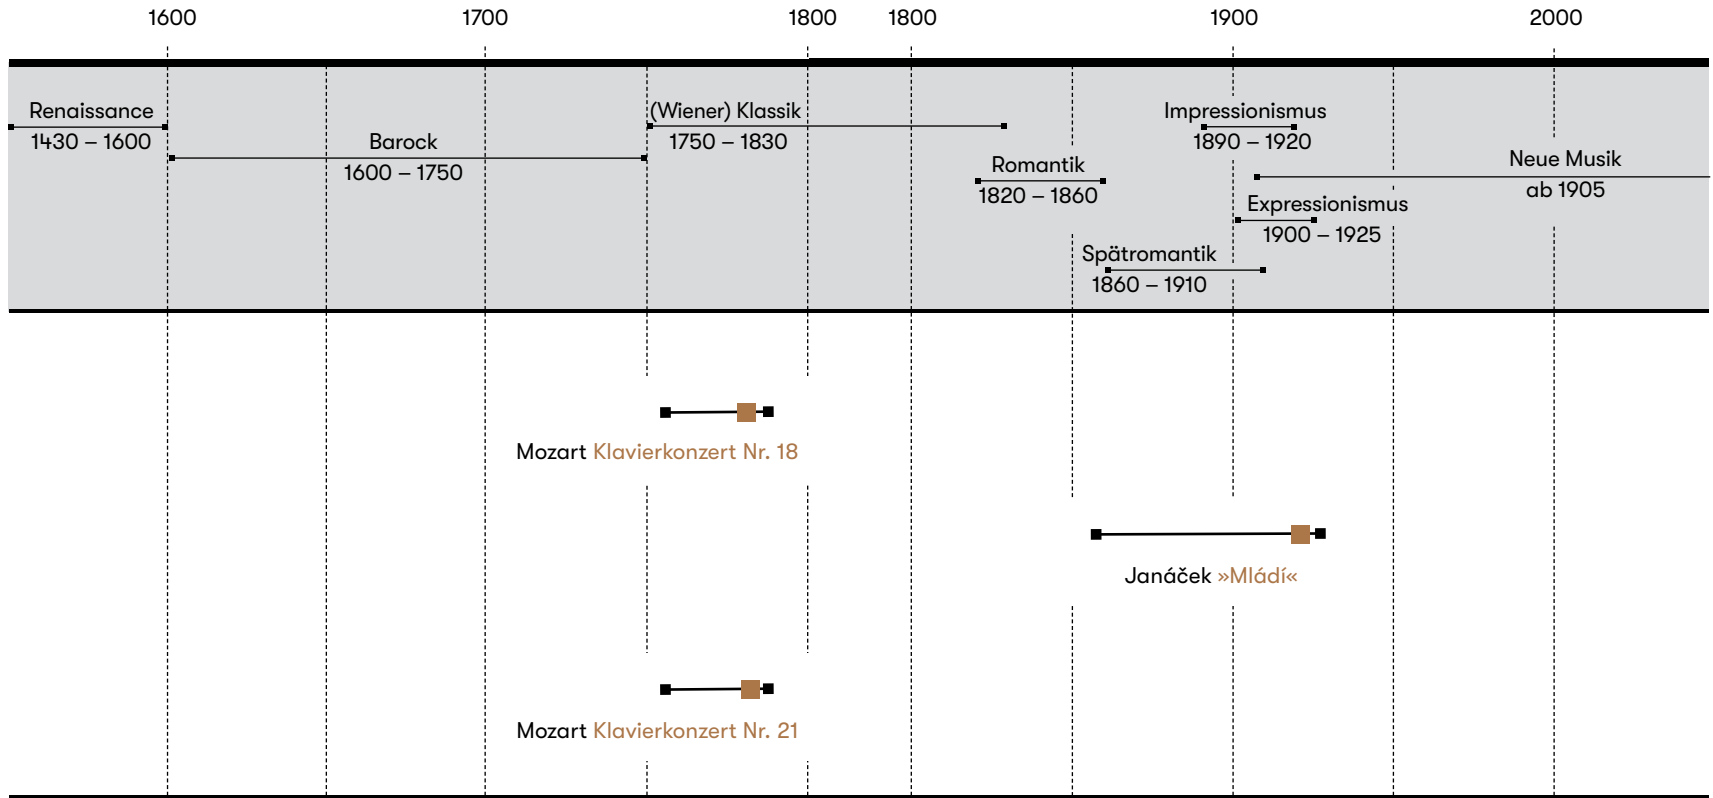 1600 1700 1800 1800 1900 2000
Renaissance
1430 – 1600
Barock
1600 – 1750
(Wiener) Klassik
1750 – 1830
Romantik
1820 – 1860
Impressionismus
1890 – 1920
Neue Musik
ab 1905
Expressionismus
1900 – 1925
Spätromantik
1860 – 1910
Mozart Klavierkonzert Nr. 18
Janáček »Mládí«
Mozart Klavierkonzert Nr. 21